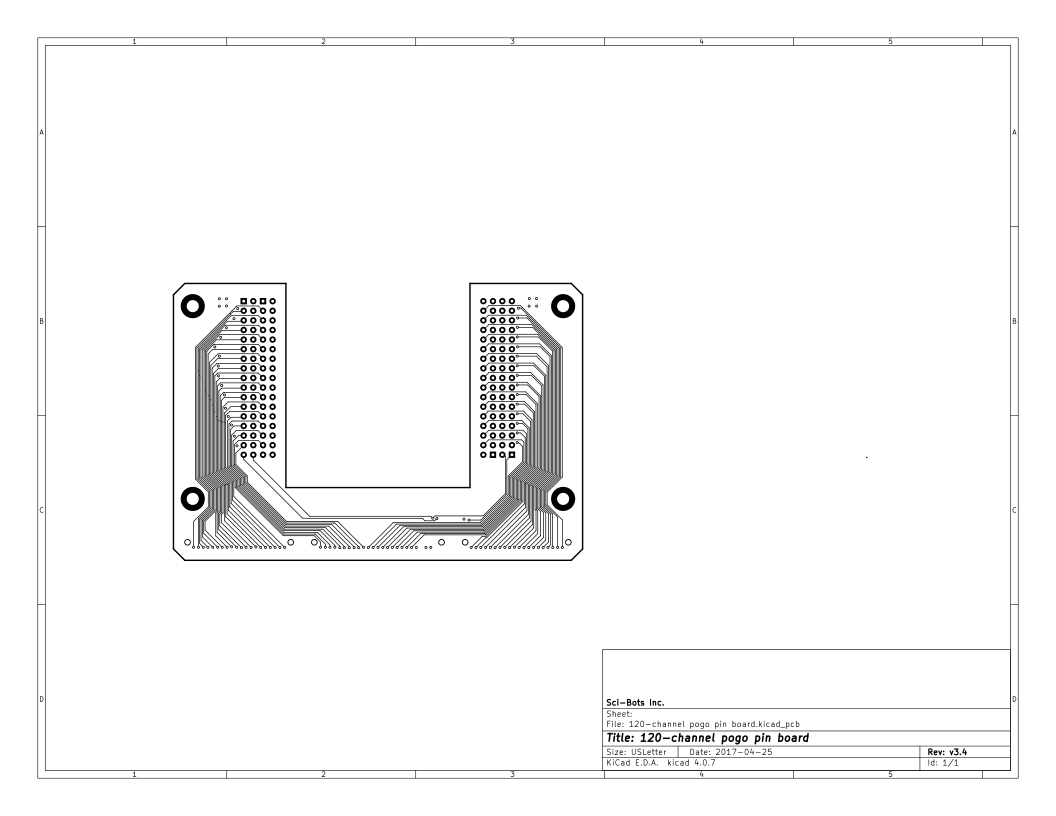 1 2 3 4 5
A A
B B
C C
D D
Sci-Bots Inc.
Sheet:
File: 120-channel pogo pin board.kicad_pcb
Title: 120-channel pogo pin board
Size: USLetter Date: 2017-04-25 Rev: v3.4
KiCad E.D.A. kicad 4.0.7 Id: 1/1
1 2 3 4 5